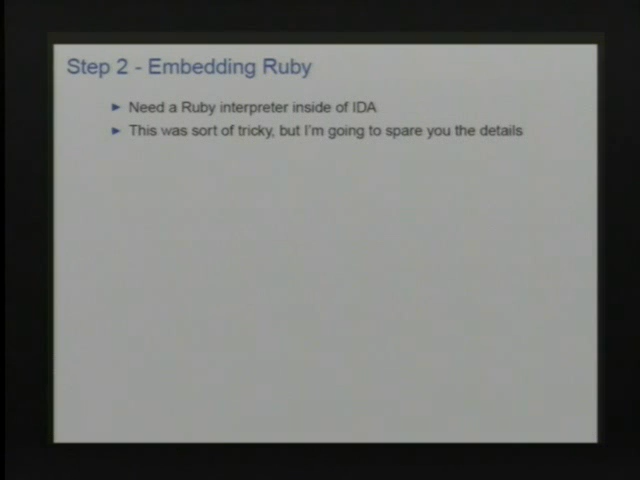 Step 2 - Embedding Ruby
Need a Ruby interpreter inside of IDA
This was sort of tricky, but I'm going to spare you the details